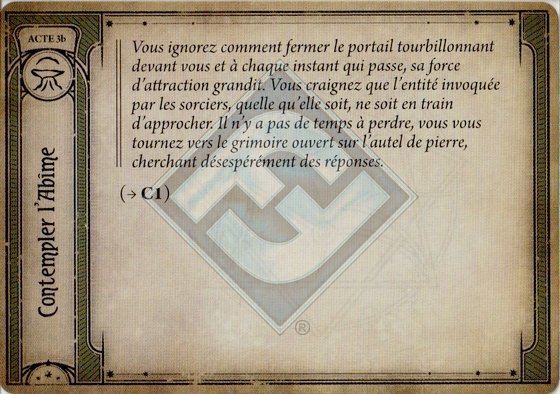 ACTE 3b
Contempler l'Abîme
Vous ignorez comment fermer le portail tourbillonnant
devant vous et à chaque instant qui passe, sa force
d'attraction grandit. Vous craignez que l'entité invoquée
par les sorciers, quelle qu'elle soit, ne soit en train
d'approcher. Il n'y a pas de temps à perdre, vous vous
tournez vers le grimoire ouvert sur l'autel de pierre,
cherchant désespérément des réponses.
(→ C1)
®